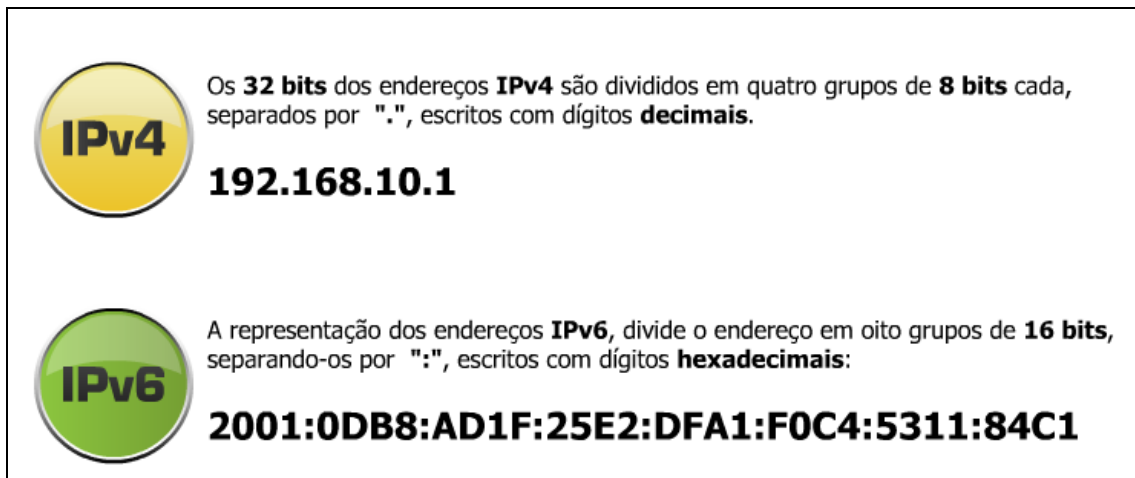 IPv4
Os 32 bits dos endereços IPv4 são divididos em quatro grupos de 8 bits cada,
separados por ".", escritos com dígitos decimais.
192.168.10.1
IPv6
A representação dos endereços IPv6, divide o endereço em oito grupos de 16 bits,
separando-os por ":", escritos com dígitos hexadecimais:
2001:0DB8:AD1F:25E2:DFA1:F0C4:5311:84C1